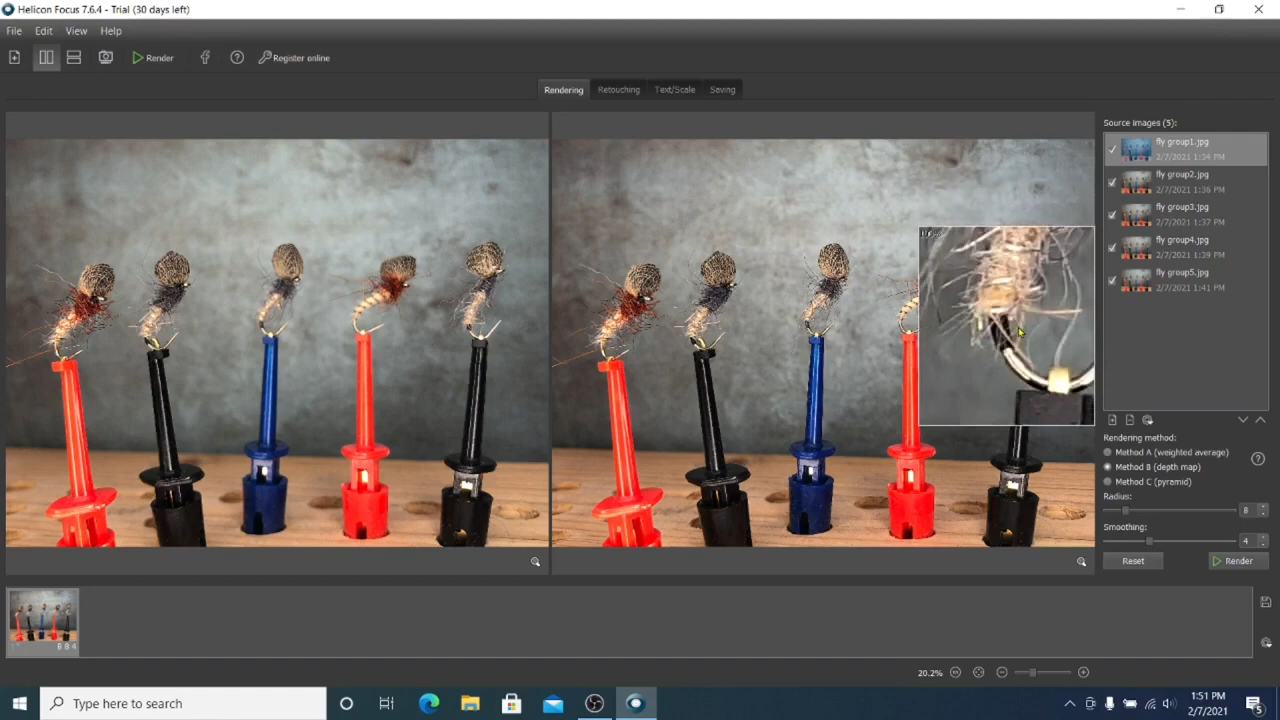 Helicon Focus 7.6.4 - Trial (30 days left)
File Edit View Help
Render Register online
Rendering Retouching Text/Scale Saving
Source images (5):
fly group1.jpg
2/7/2021 1:34 PM
fly group2.jpg
2/7/2021 1:36 PM
fly group3.jpg
2/7/2021 1:37 PM
fly group4.jpg
2/7/2021 1:39 PM
fly group5.jpg
2/7/2021 1:41 PM
Rendering method:
Method A (weighted average)
Method B (depth map)
Method C (pyramid)
Radius:
8
Smoothing:
4
Reset Render
B 8 4
20.2%
Type here to search
1:51 PM
2/7/2021
5